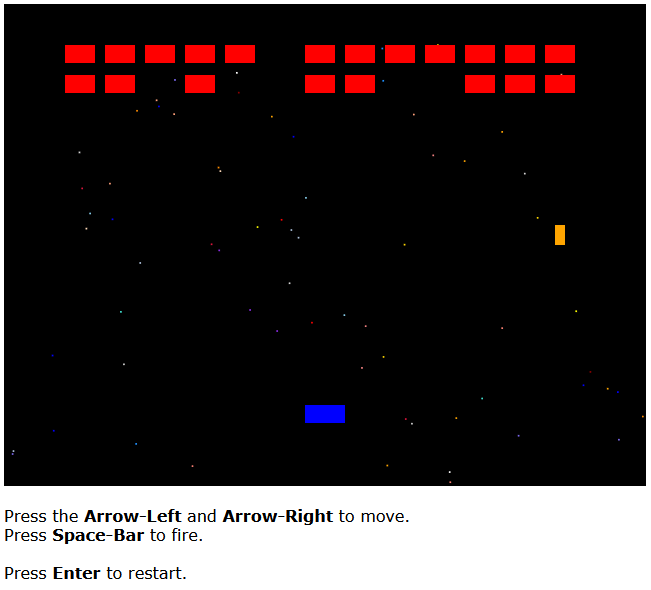 Press the Arrow-Left and Arrow-Right to move.
Press Space-Bar to fire.
Press Enter to restart.